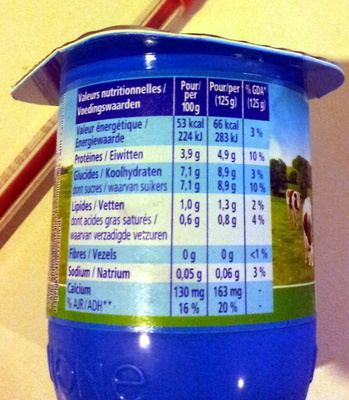 Valeurs nutritionnelles / Voedingswaarden
Pour/ per 100 g
Pour/per (125 g)
% GDA* (125 g)
Valeur énergétique / Energiewaarde 53 kcal 224 kJ 66 kcal 283 kJ 3 %
Protéines / Eiwitten 3,9 g 4,9 g 10 %
Glucides / Koolhydraten 7,1 g 8,9 g 3 %
dont sucres / waarvan suikers 7,1 g 8,9 g 10 %
Lipides / Vetten 1,0 g 1,3 g 2 %
dont acides gras saturés / waarvan verzadigde vetzuren 0,6 g 0,8 g 4 %
Fibres / Vezels 0 g 0 g <1 %
Sodium / Natrium 0,05 g 0,06 g 3 %
Calcium 130 mg 163 mg -
% AJR / ADH** 16 % 20 % -